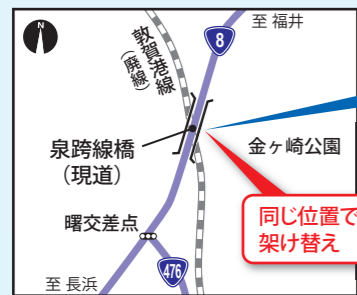 N
至 福井
8
敦賀港線
(廃線)
泉跨線橋
(現道)
金ヶ崎公園
同じ位置で
架け替え
曙交差点
476
至 長浜